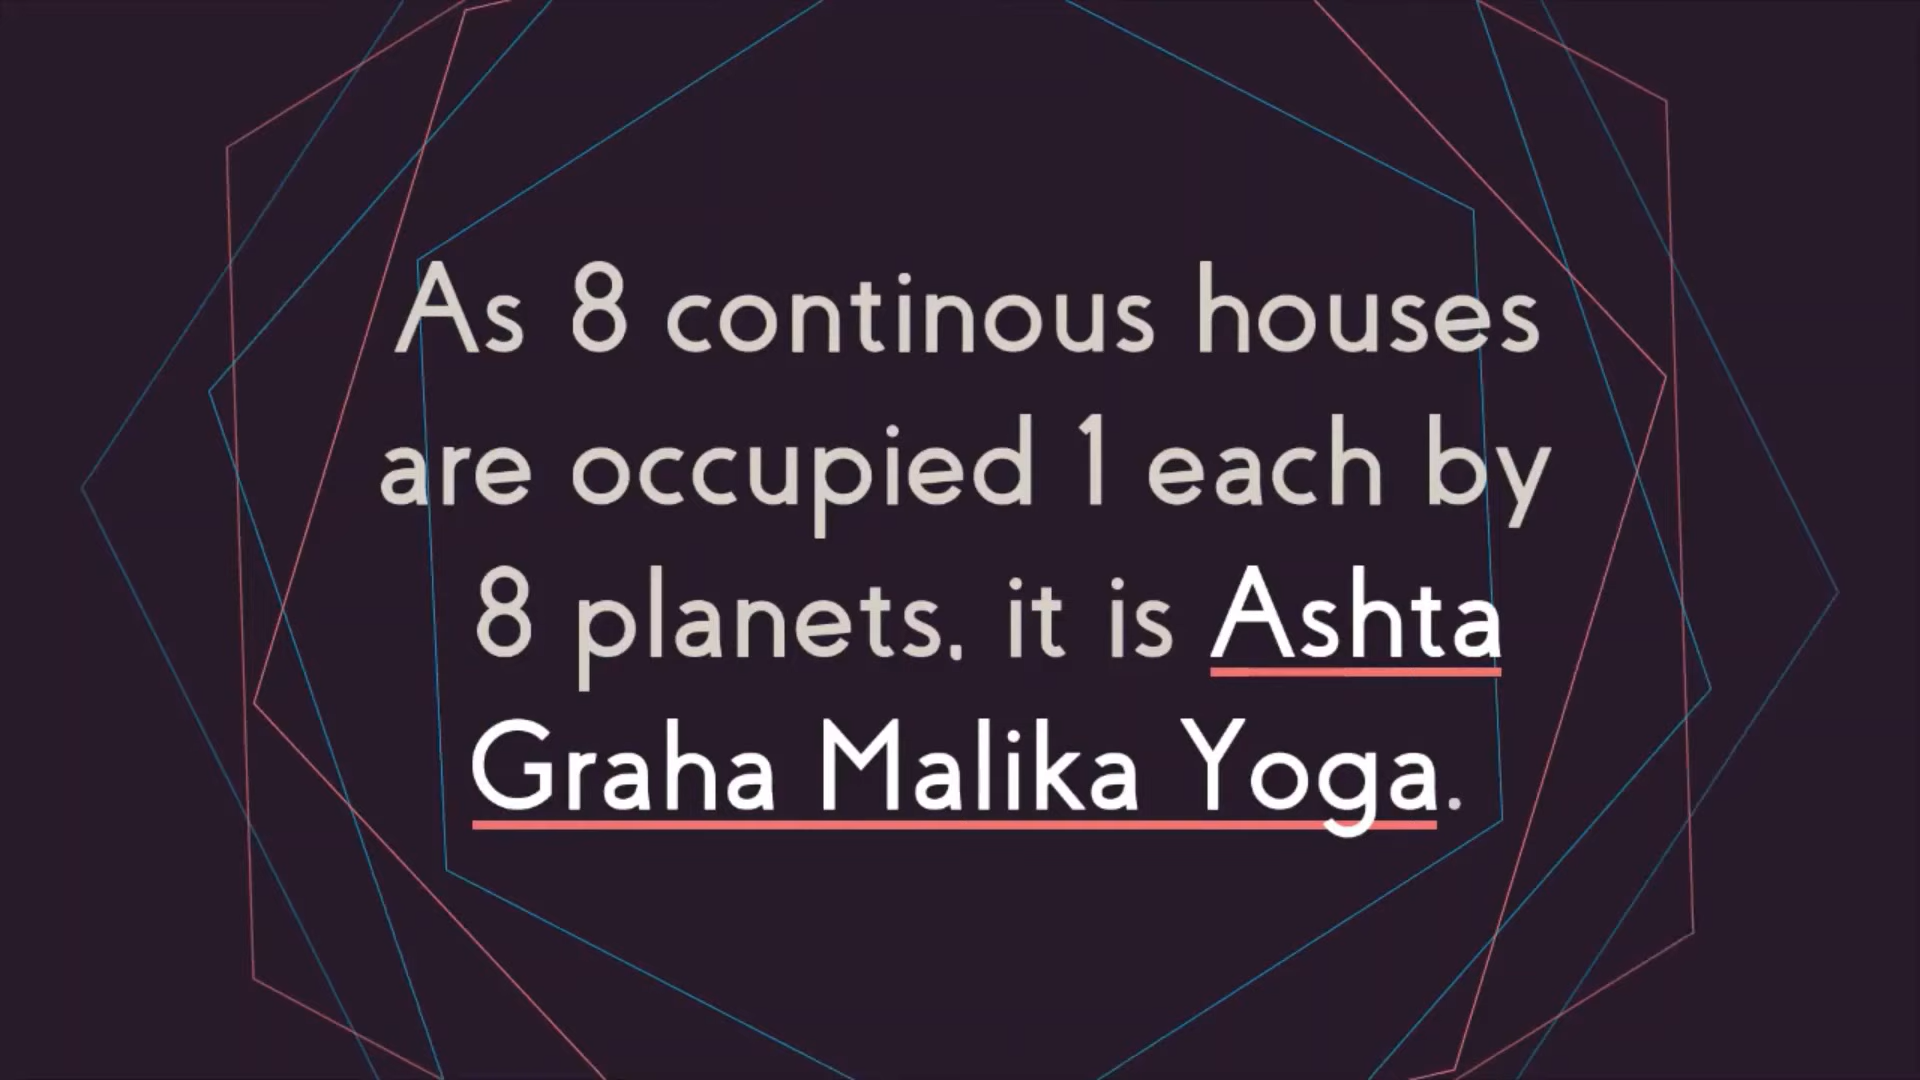 As 8 continous houses
are occupied 1 each by
8 planets, it is Ashta
Graha Malika Yoga.